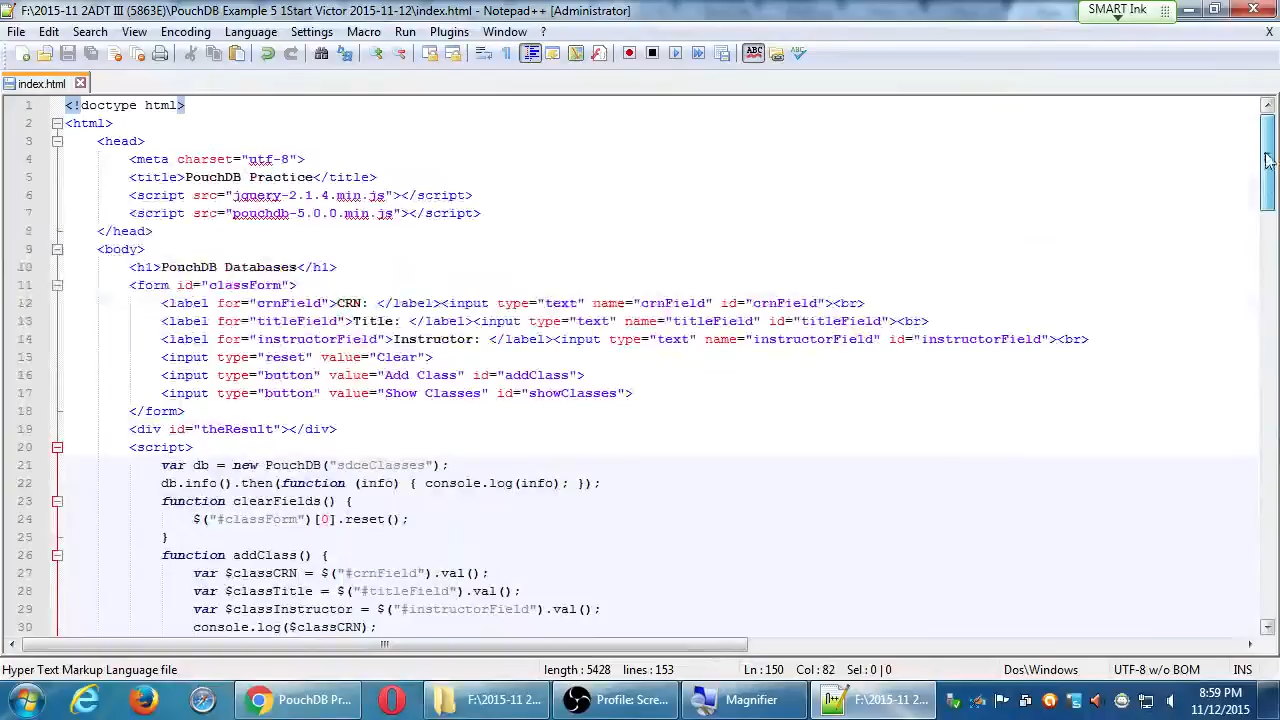 F:\2015-11 2ADT III (5863E)\PouchDB Example 5 1Start Victor 2015-11-12\index.html - Notepad++ [Administrator]
SMART Ink
File Edit Search View Encoding Language Settings Macro Run Plugins Window ? X
index.html
1 <!doctype html>
2 <html>
3 <head>
4 <meta charset="utf-8">
5 <title>PouchDB Practice</title>
6 <script src="jquery-2.1.4.min.js"></script>
7 <script src="pouchdb-5.0.0.min.js"></script>
8 </head>
9 <body>
10 <h1>PouchDB Databases</h1>
11 <form id="classForm">
12 <label for="crnField">CRN: </label><input type="text" name="crnField" id="crnField"><br>
13 <label for="titleField">Title: </label><input type="text" name="titleField" id="titleField"><br>
14 <label for="instructorField">Instructor: </label><input type="text" name="instructorField" id="instructorField"><br>
15 <input type="reset" value="Clear">
16 <input type="button" value="Add Class" id="addClass">
17 <input type="button" value="Show Classes" id="showClasses">
18 </form>
19 <div id="theResult"></div>
20 <script>
21 var db = new PouchDB("sdceClasses");
22 db.info().then(function (info) { console.log(info); });
23 function clearFields() {
24 $("#classForm")[0].reset();
25 }
26 function addClass() {
27 var $classCRN = $("#crnField").val();
28 var $classTitle = $("#titleField").val();
29 var $classInstructor = $("#instructorField").val();
30 console.log($classCRN);
Hyper Text Markup Language file length : 5428 lines : 153 Ln : 150 Col : 82 Sel : 0 | 0 Dos\Windows UTF-8 w/o BOM INS
PouchDB Pr... F:\2015-11 2... Profile: Scre... Magnifier F:\2015-11 2... 8:59 PM
11/12/2015